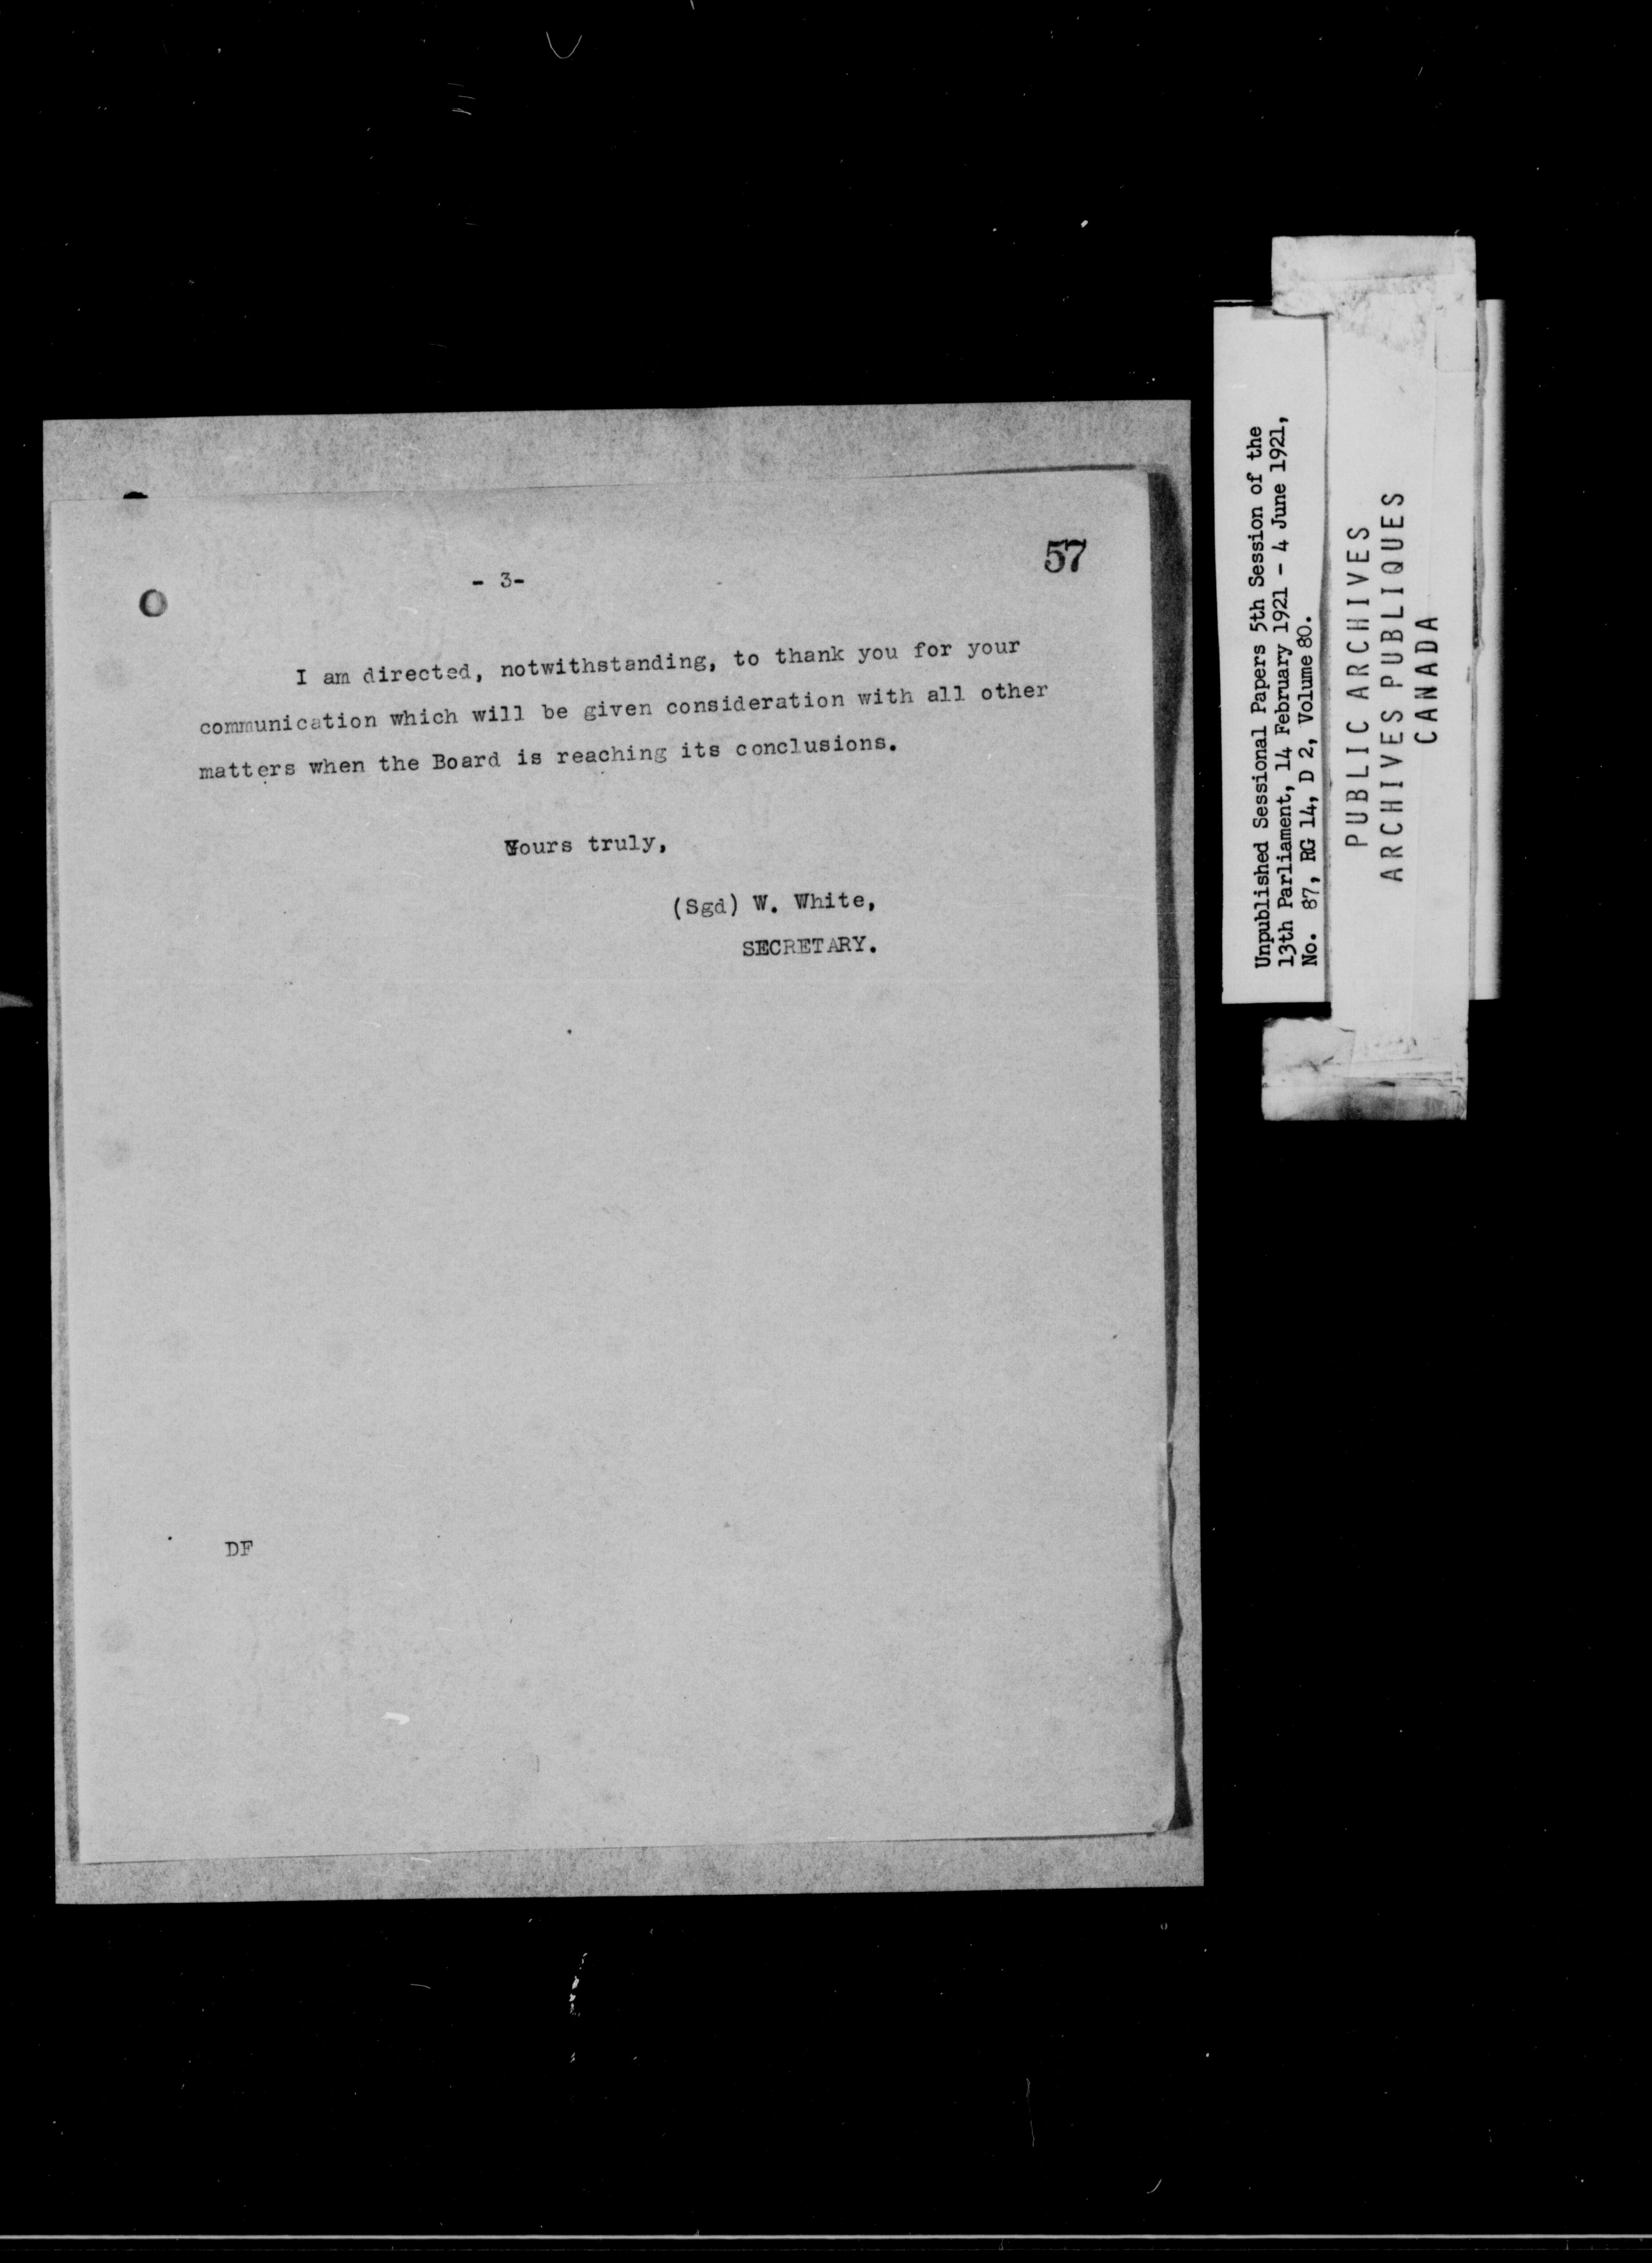 57
- 3-
I am directed, notwithstanding, to thank you for your
communication which will be given consideration with all other
matters when the Board is reaching its conclusions.
Yours truly,
(Sgd) W. White,
SECRETARY.
DF
Unpublished Sessional Papers 5th Session of the
13th Parliament, 14 February 1921 - 4 June 1921,
No. 87, RG 14, D 2, Volume 80.
PUBLIC ARCHIVES
ARCHIVES PUBLIQUES
CANADA